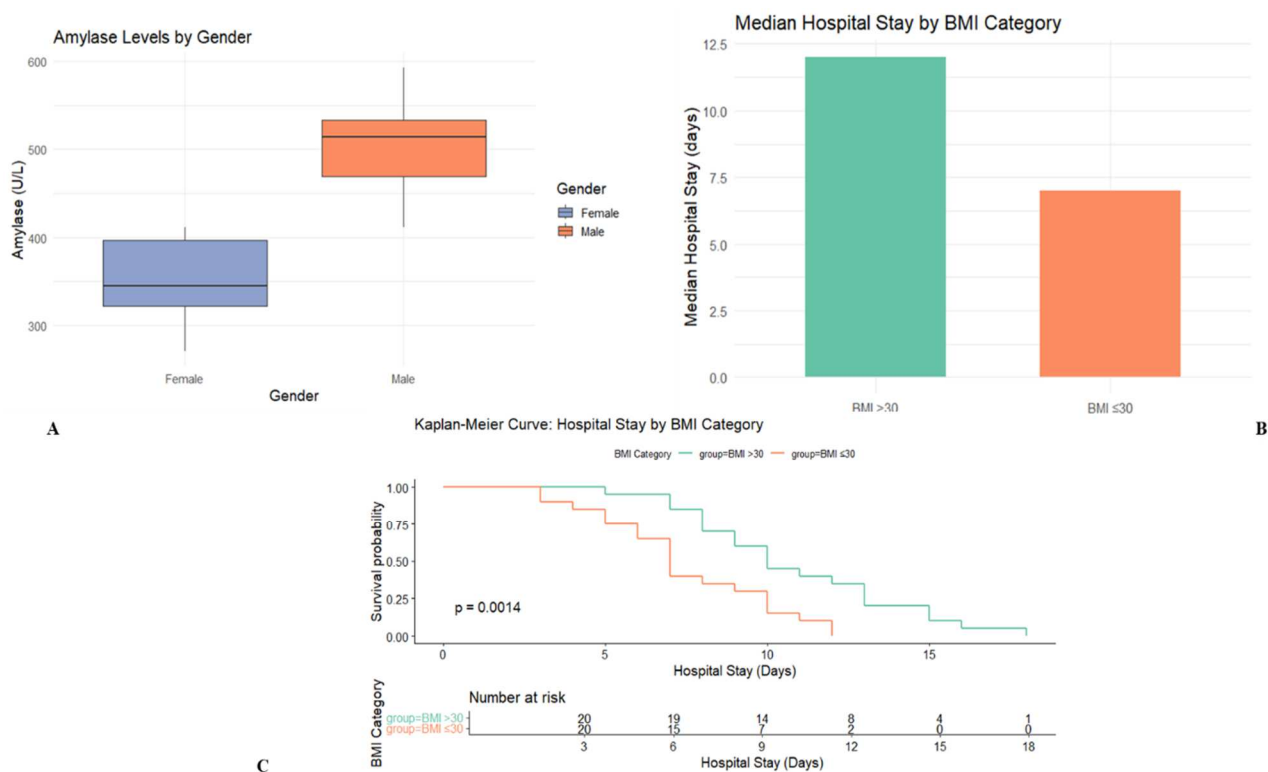 Amylase Levels by Gender
600
500
400
300
Amylase (U/L)
Female
Male
Gender
Gender
Female
Male
A
Median Hospital Stay by BMI Category
12.5
10.0
7.5
5.0
2.5
0.0
Median Hospital Stay (days)
BMI >30
BMI ≤30
B
Kaplan-Meier Curve: Hospital Stay by BMI Category
BMI Category group=BMI >30 group=BMI ≤30
1.00
0.75
0.50
0.25
0.00
Survival probability
p = 0.0014
0 5 10 15
Hospital Stay (Days)
Number at risk
BMI Category
group=BMI >30 20 19 14 8 4 1
group=BMI ≤30 20 15 7 2 0 0
3 6 9 12 15 18
Hospital Stay (Days)
C